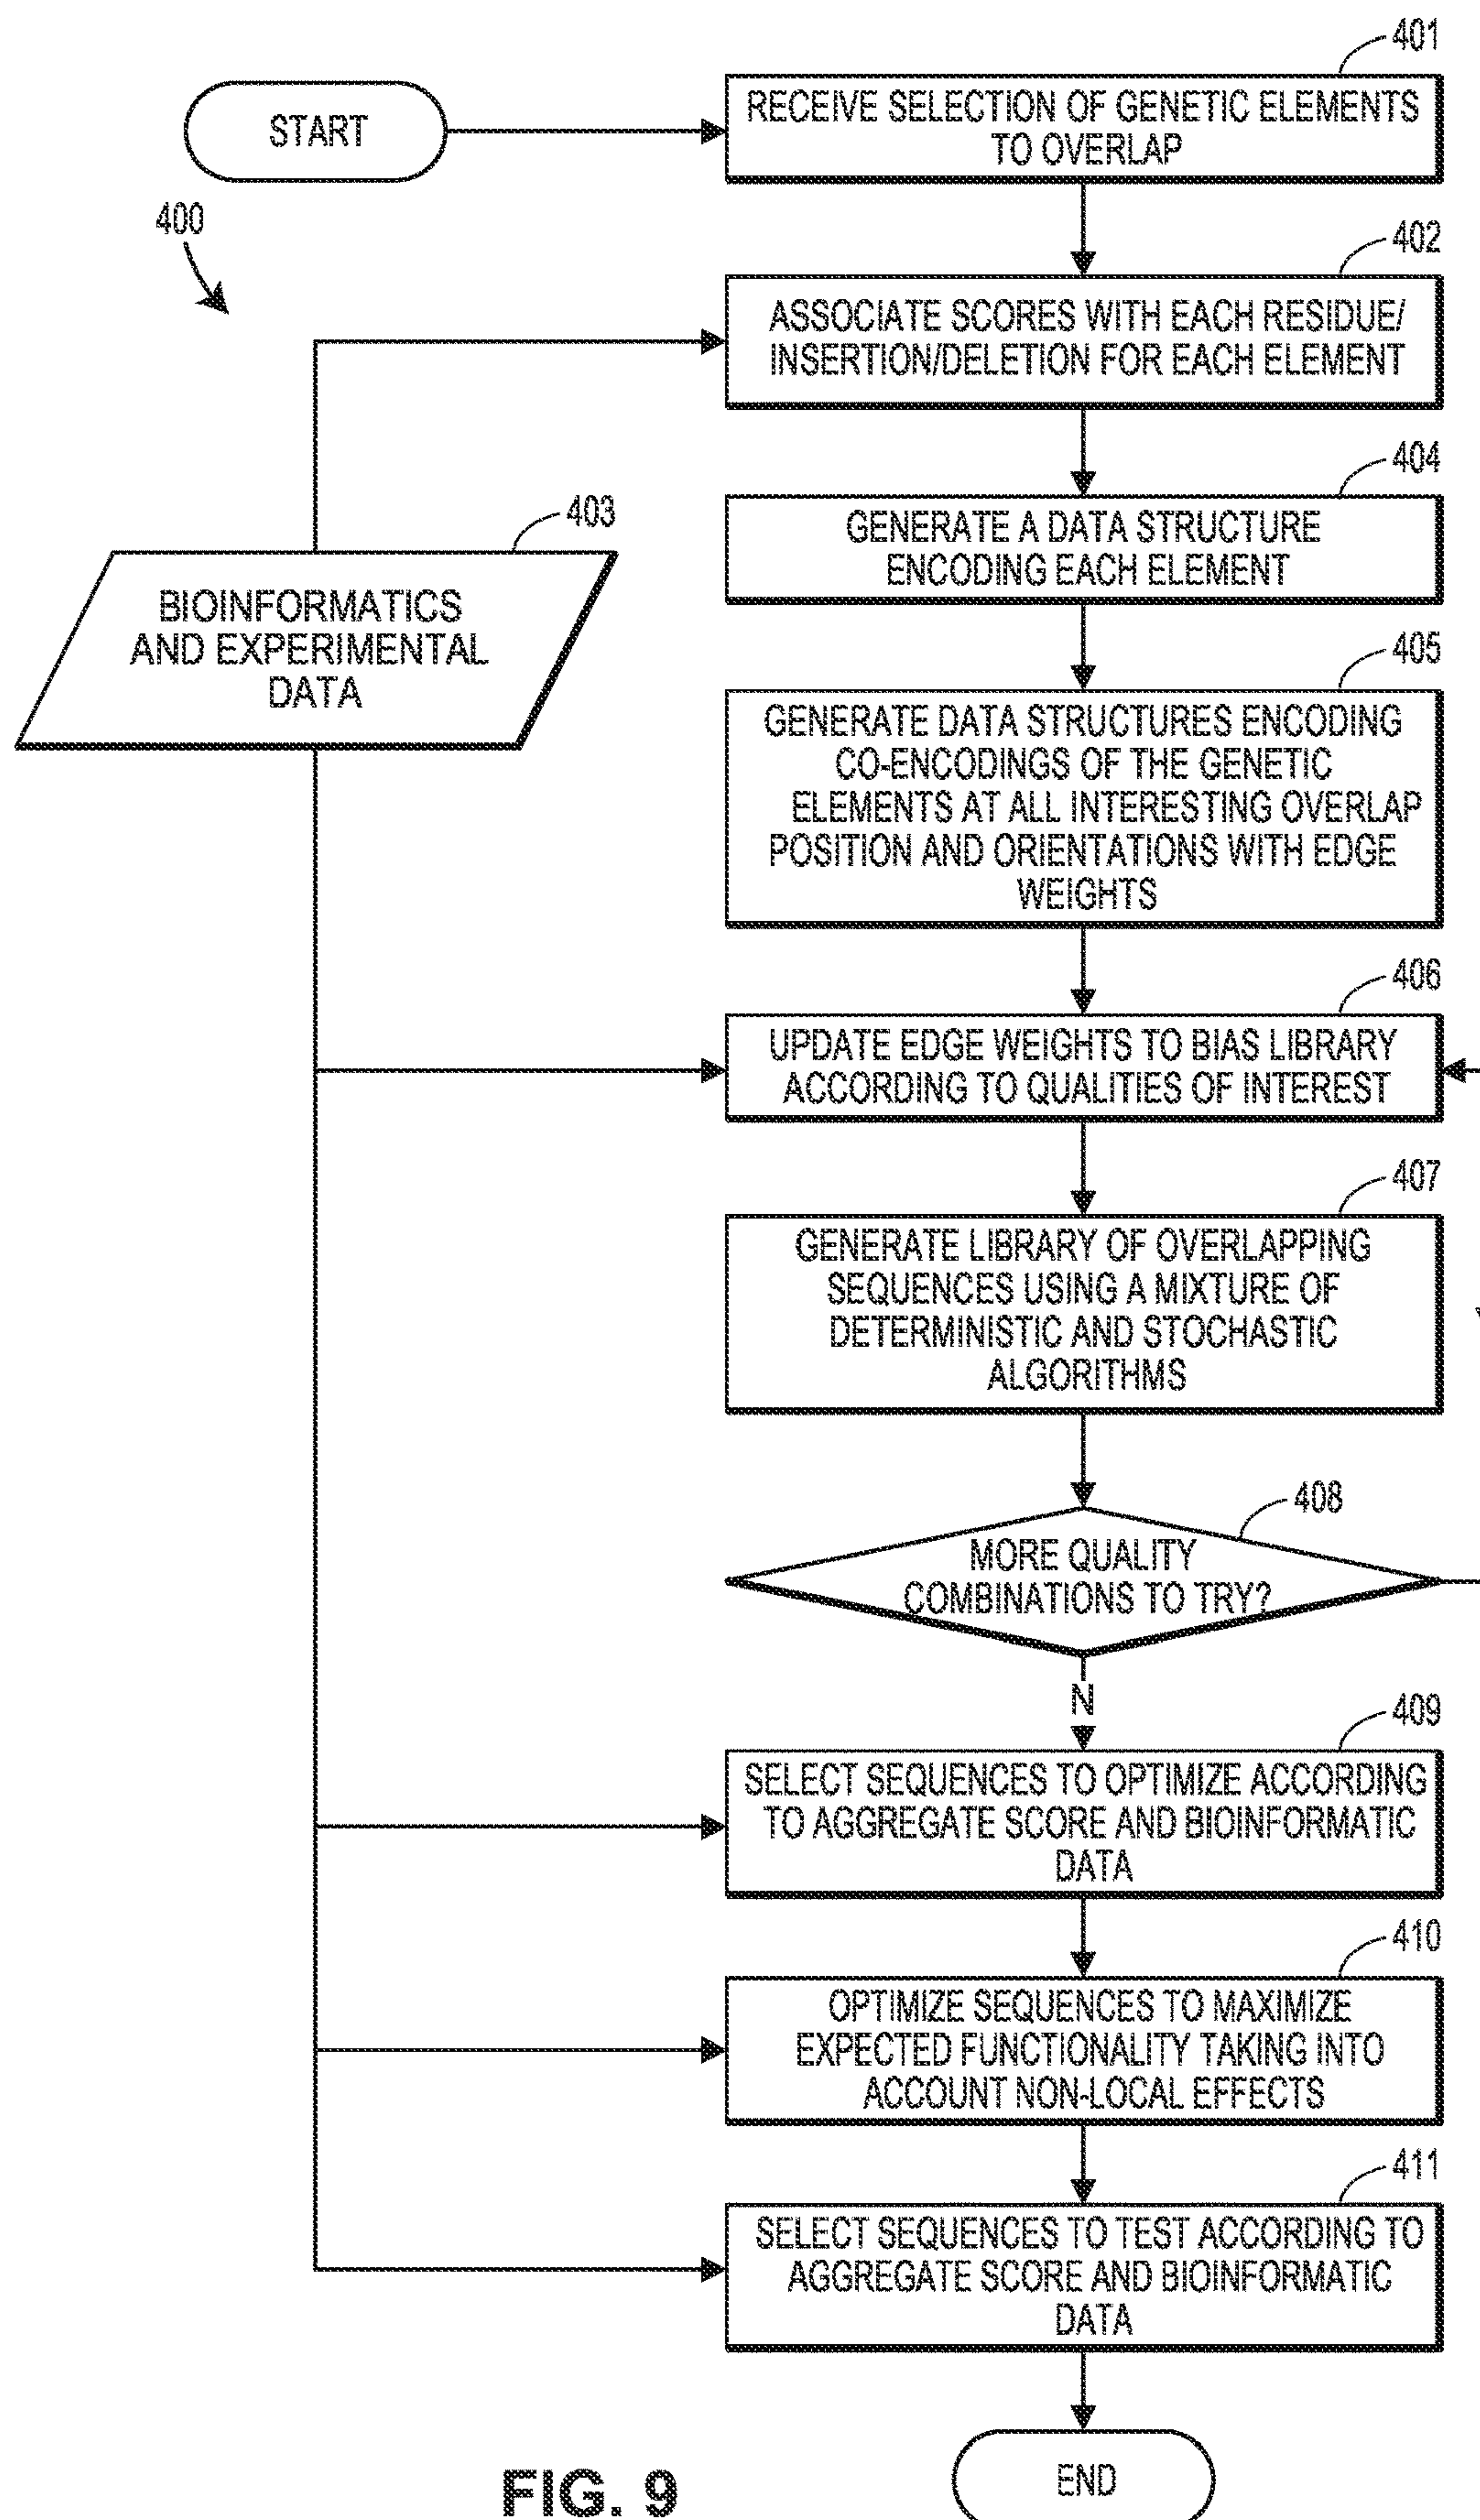 401
START
RECEIVE SELECTION OF GENETIC ELEMENTS
TO OVERLAP
400
402
ASSOCIATE SCORES WITH EACH RESIDUE/
INSERTION/DELETION FOR EACH ELEMENT
404
403
GENERATE A DATA STRUCTURE
ENCODING EACH ELEMENT
BIOINFORMATICS
AND EXPERIMENTAL
DATA
405
GENERATE DATA STRUCTURES ENCODING
CO-ENCODINGS OF THE GENETIC
ELEMENTS AT ALL INTERESTING OVERLAP
POSITION AND ORIENTATIONS WITH EDGE
WEIGHTS
406
UPDATE EDGE WEIGHTS TO BIAS LIBRARY
ACCORDING TO QUALITIES OF INTEREST
407
GENERATE LIBRARY OF OVERLAPPING
SEQUENCES USING A MIXTURE OF
DETERMINISTIC AND STOCHASTIC
ALGORITHMS
408
MORE QUALITY
COMBINATIONS TO TRY?
N
409
SELECT SEQUENCES TO OPTIMIZE ACCORDING
TO AGGREGATE SCORE AND BIOINFORMATIC
DATA
410
OPTIMIZE SEQUENCES TO MAXIMIZE
EXPECTED FUNCTIONALITY TAKING INTO
ACCOUNT NON-LOCAL EFFECTS
411
SELECT SEQUENCES TO TEST ACCORDING TO
AGGREGATE SCORE AND BIOINFORMATIC
DATA
END
FIG. 9